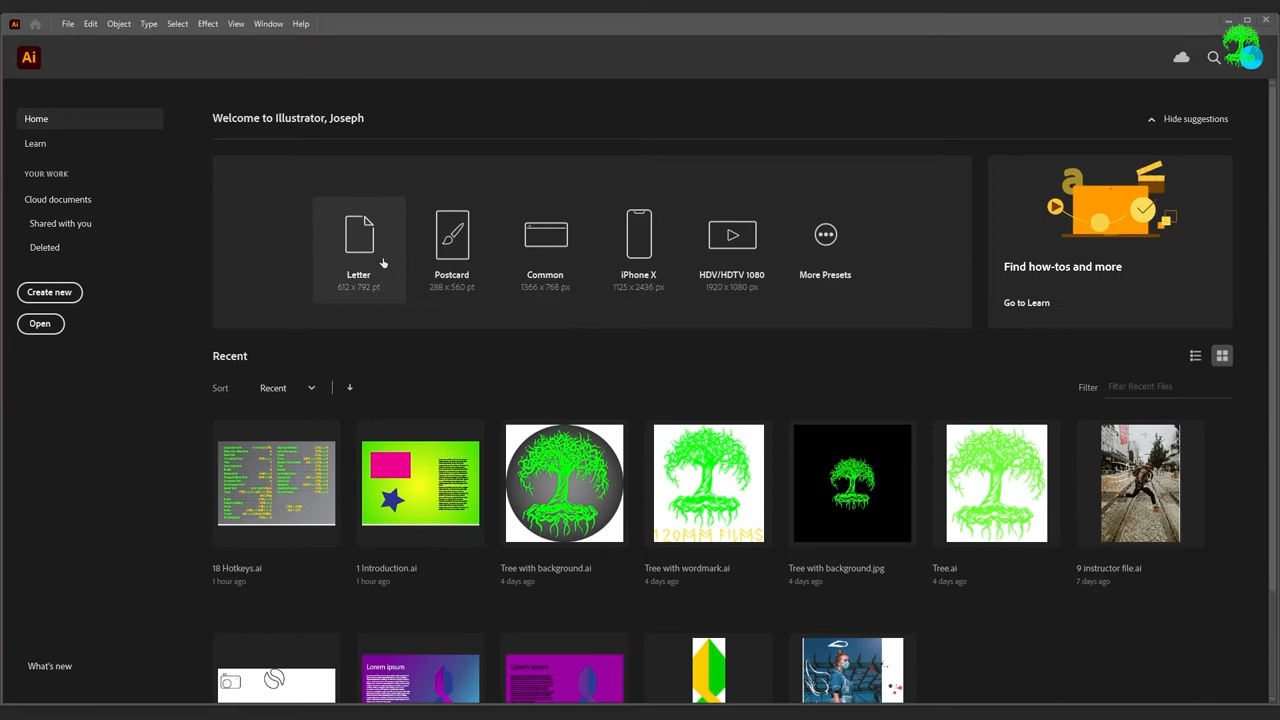 Ai File Edit Object Type Select Effect View Window Help
Ai
Home
Learn
YOUR WORK
Cloud documents
Shared with you
Deleted
Create new
Open
What's new
Welcome to Illustrator, Joseph
Hide suggestions
Letter
612 x 792 pt
Postcard
288 x 560 pt
Common
1366 x 768 px
iPhone X
1125 x 2436 px
HDV/HDTV 1080
1920 x 1080 px
More Presets
a
Find how-tos and more
Go to Learn
Recent
Sort Recent
Filter Filter Recent Files
18 Hotkeys.ai
1 hour ago
1 Introduction.ai
1 hour ago
Tree with background.ai
4 days ago
Tree with wordmark.ai
4 days ago
Tree with background.jpg
4 days ago
Tree.ai
4 days ago
9 instructor file.ai
7 days ago
Lorem ipsum
Lorem ipsum